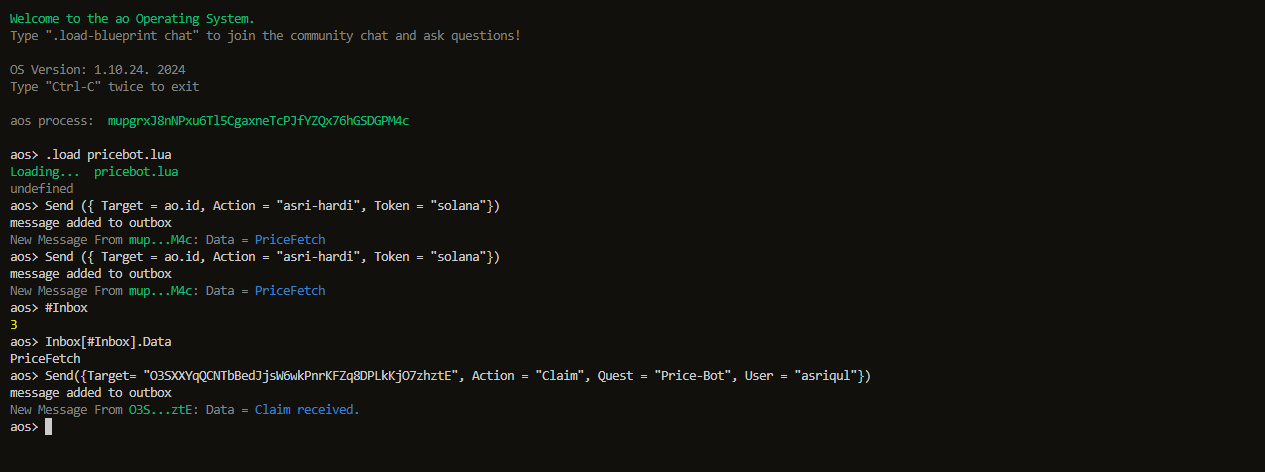 Welcome to the ao Operating System.
Type ".load-blueprint chat" to join the community chat and ask questions!
OS Version: 1.10.24. 2024
Type "Ctrl-C" twice to exit
aos process:  mupgrxJ8nNPxu6Tl5CgaxneTcPJfYZQx76hGSDGPM4c
aos> .load pricebot.lua
Loading...  pricebot.lua
undefined
aos> Send ({ Target = ao.id, Action = "asri-hardi", Token = "solana"})
message added to outbox
New Message From mup...M4c: Data = PriceFetch
aos> Send ({ Target = ao.id, Action = "asri-hardi", Token = "solana"})
message added to outbox
New Message From mup...M4c: Data = PriceFetch
aos> #Inbox
3
aos> Inbox[#Inbox].Data
PriceFetch
aos> Send({Target= "O3SXXYqQCNTbBedJjsW6wkPnrKFZq8DPLkKjO7zhztE", Action = "Claim", Quest = "Price-Bot", User = "asriqul"})
message added to outbox
New Message From O3S...ztE: Data = Claim received.
aos>